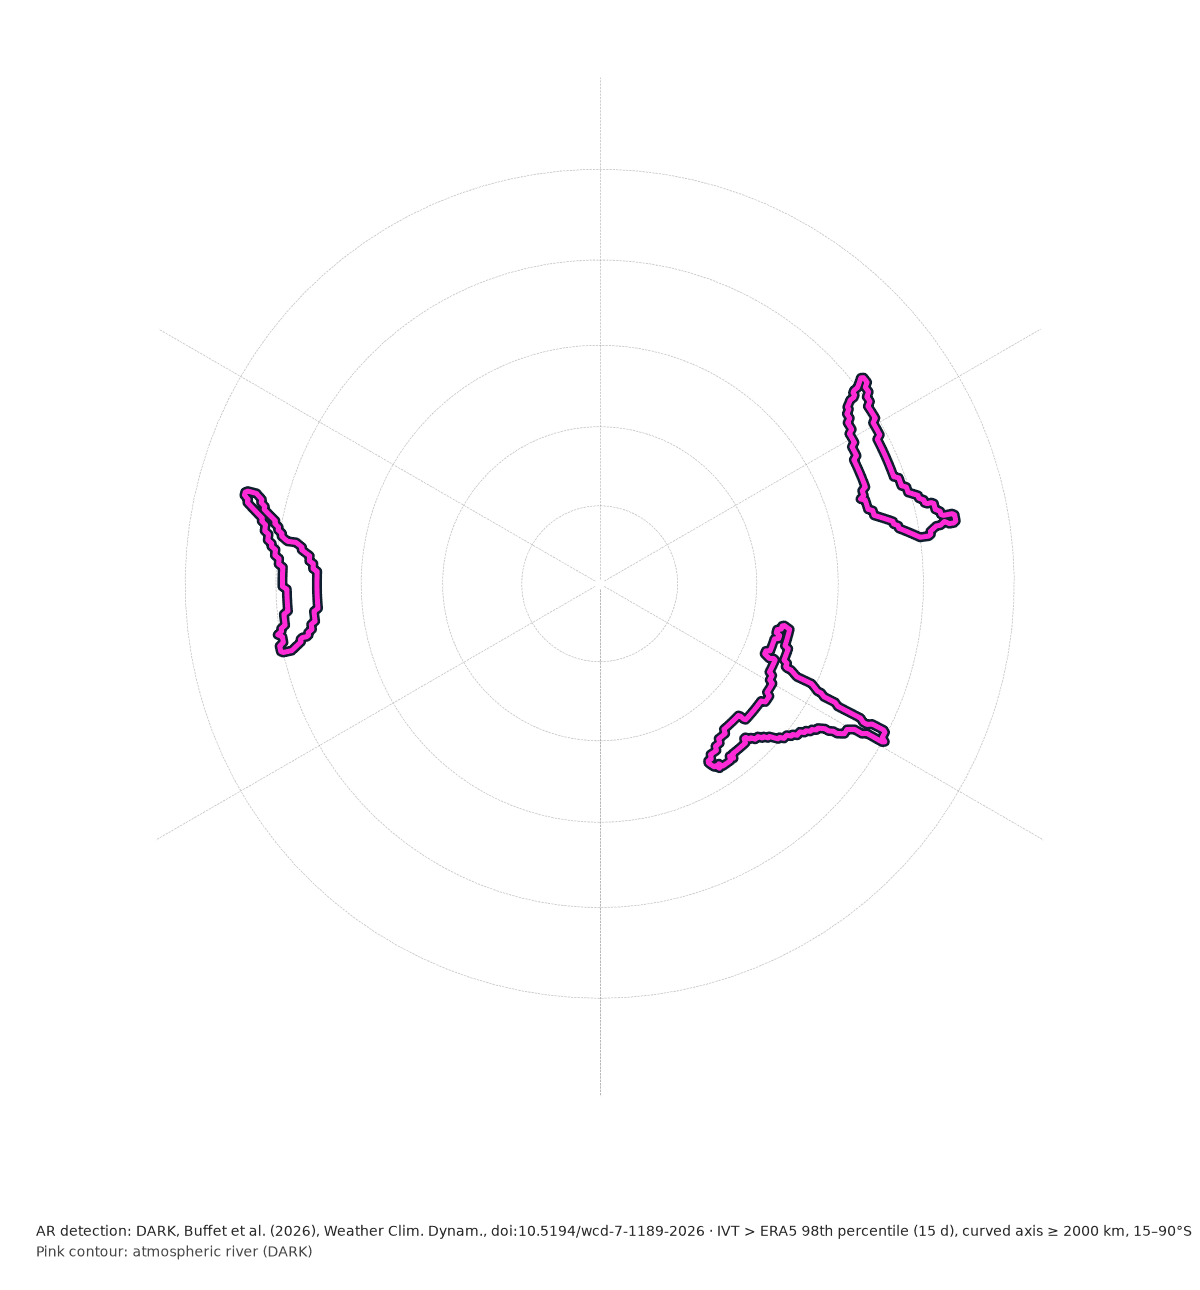 AR detection: DARK, Buffet et al. (2026), Weather Clim. Dynam., doi:10.5194/wcd-7-1189-2026 · IVT > ERA5 98th percentile (15 d), curved axis ≥ 2000 km, 15–90°S
Pink contour: atmospheric river (DARK)